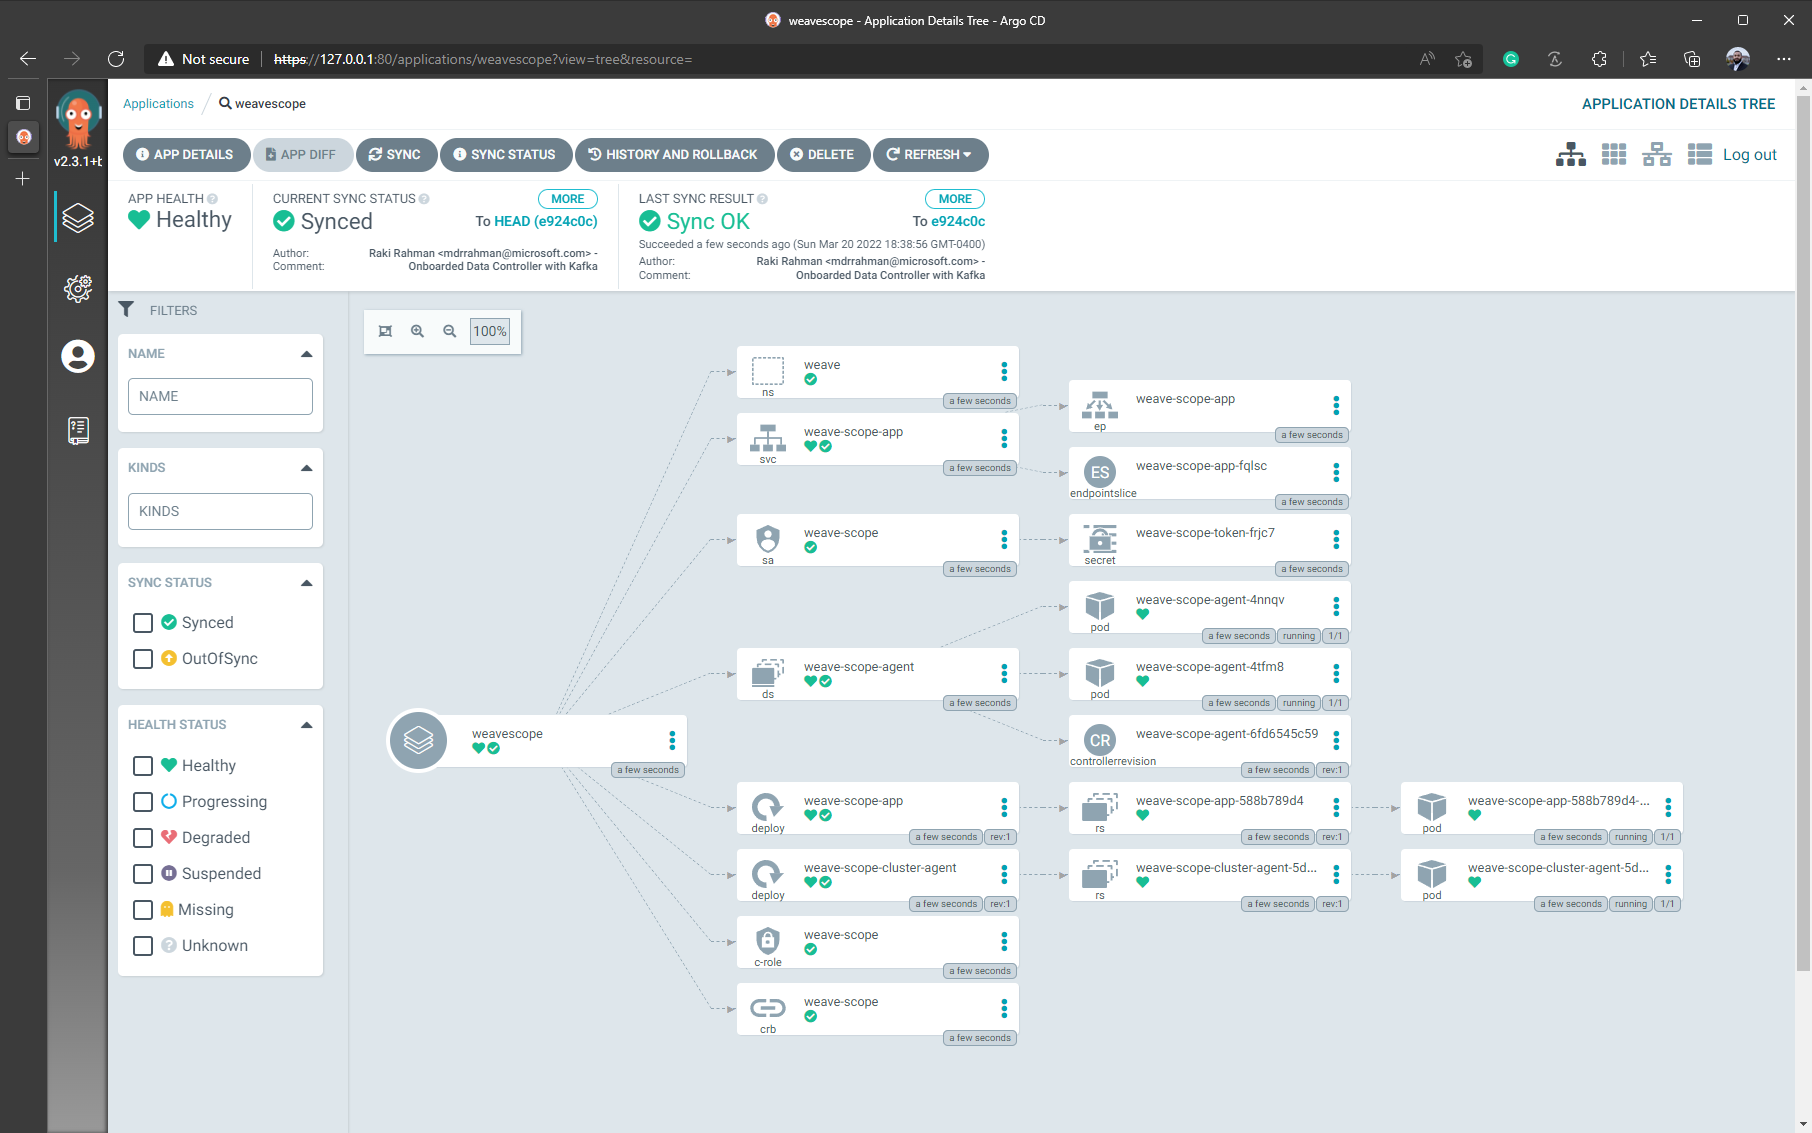 weavescope - Application Details Tree - Argo CD
Not secure https://127.0.0.1:80/applications/weavescope?view=tree&resource=
v2.3.1+b
Applications / weavescope
APPLICATION DETAILS TREE
APP DETAILS
APP DIFF
SYNC
SYNC STATUS
HISTORY AND ROLLBACK
DELETE
REFRESH
Log out
APP HEALTH
Healthy
CURRENT SYNC STATUS
MORE
Synced
To HEAD (e924c0c)
Author: Raki Rahman <mdrrahman@microsoft.com> -
Comment: Onboarded Data Controller with Kafka
LAST SYNC RESULT
MORE
Sync OK
To e924c0c
Succeeded a few seconds ago (Sun Mar 20 2022 18:38:56 GMT-0400)
Author: Raki Rahman <mdrrahman@microsoft.com> -
Comment: Onboarded Data Controller with Kafka
FILTERS
NAME
NAME
KINDS
KINDS
SYNC STATUS
Synced
OutOfSync
HEALTH STATUS
Healthy
Progressing
Degraded
Suspended
Missing
Unknown
100%
weavescope
a few seconds
weave
ns
a few seconds
weave-scope-app
svc
a few seconds
weave-scope-app
ep
a few seconds
ES
weave-scope-app-fqlsc
endpointslice
a few seconds
weave-scope
sa
a few seconds
weave-scope-token-frjc7
secret
a few seconds
weave-scope-agent
ds
a few seconds
weave-scope-agent-4nnqv
pod
a few seconds running 1/1
weave-scope-agent-4tfm8
pod
a few seconds running 1/1
CR
weave-scope-agent-6fd6545c59
controllerrevision
a few seconds rev:1
weave-scope-app
deploy
a few seconds rev:1
weave-scope-app-588b789d4
rs
a few seconds rev:1
weave-scope-app-588b789d4-...
pod
a few seconds running 1/1
weave-scope-cluster-agent
deploy
a few seconds rev:1
weave-scope-cluster-agent-5d...
rs
a few seconds rev:1
weave-scope-cluster-agent-5d...
pod
a few seconds running 1/1
weave-scope
c-role
a few seconds
weave-scope
crb
a few seconds